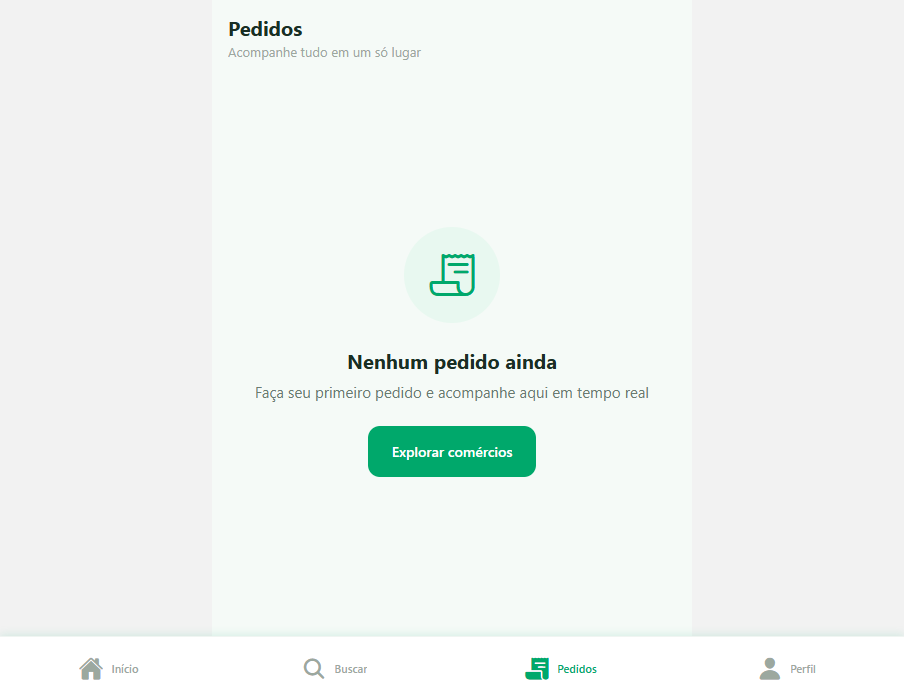 Pedidos
Acompanhe tudo em um só lugar
Nenhum pedido ainda
Faça seu primeiro pedido e acompanhe aqui em tempo real
Explorar comércios
Início
Buscar
Pedidos
Perfil